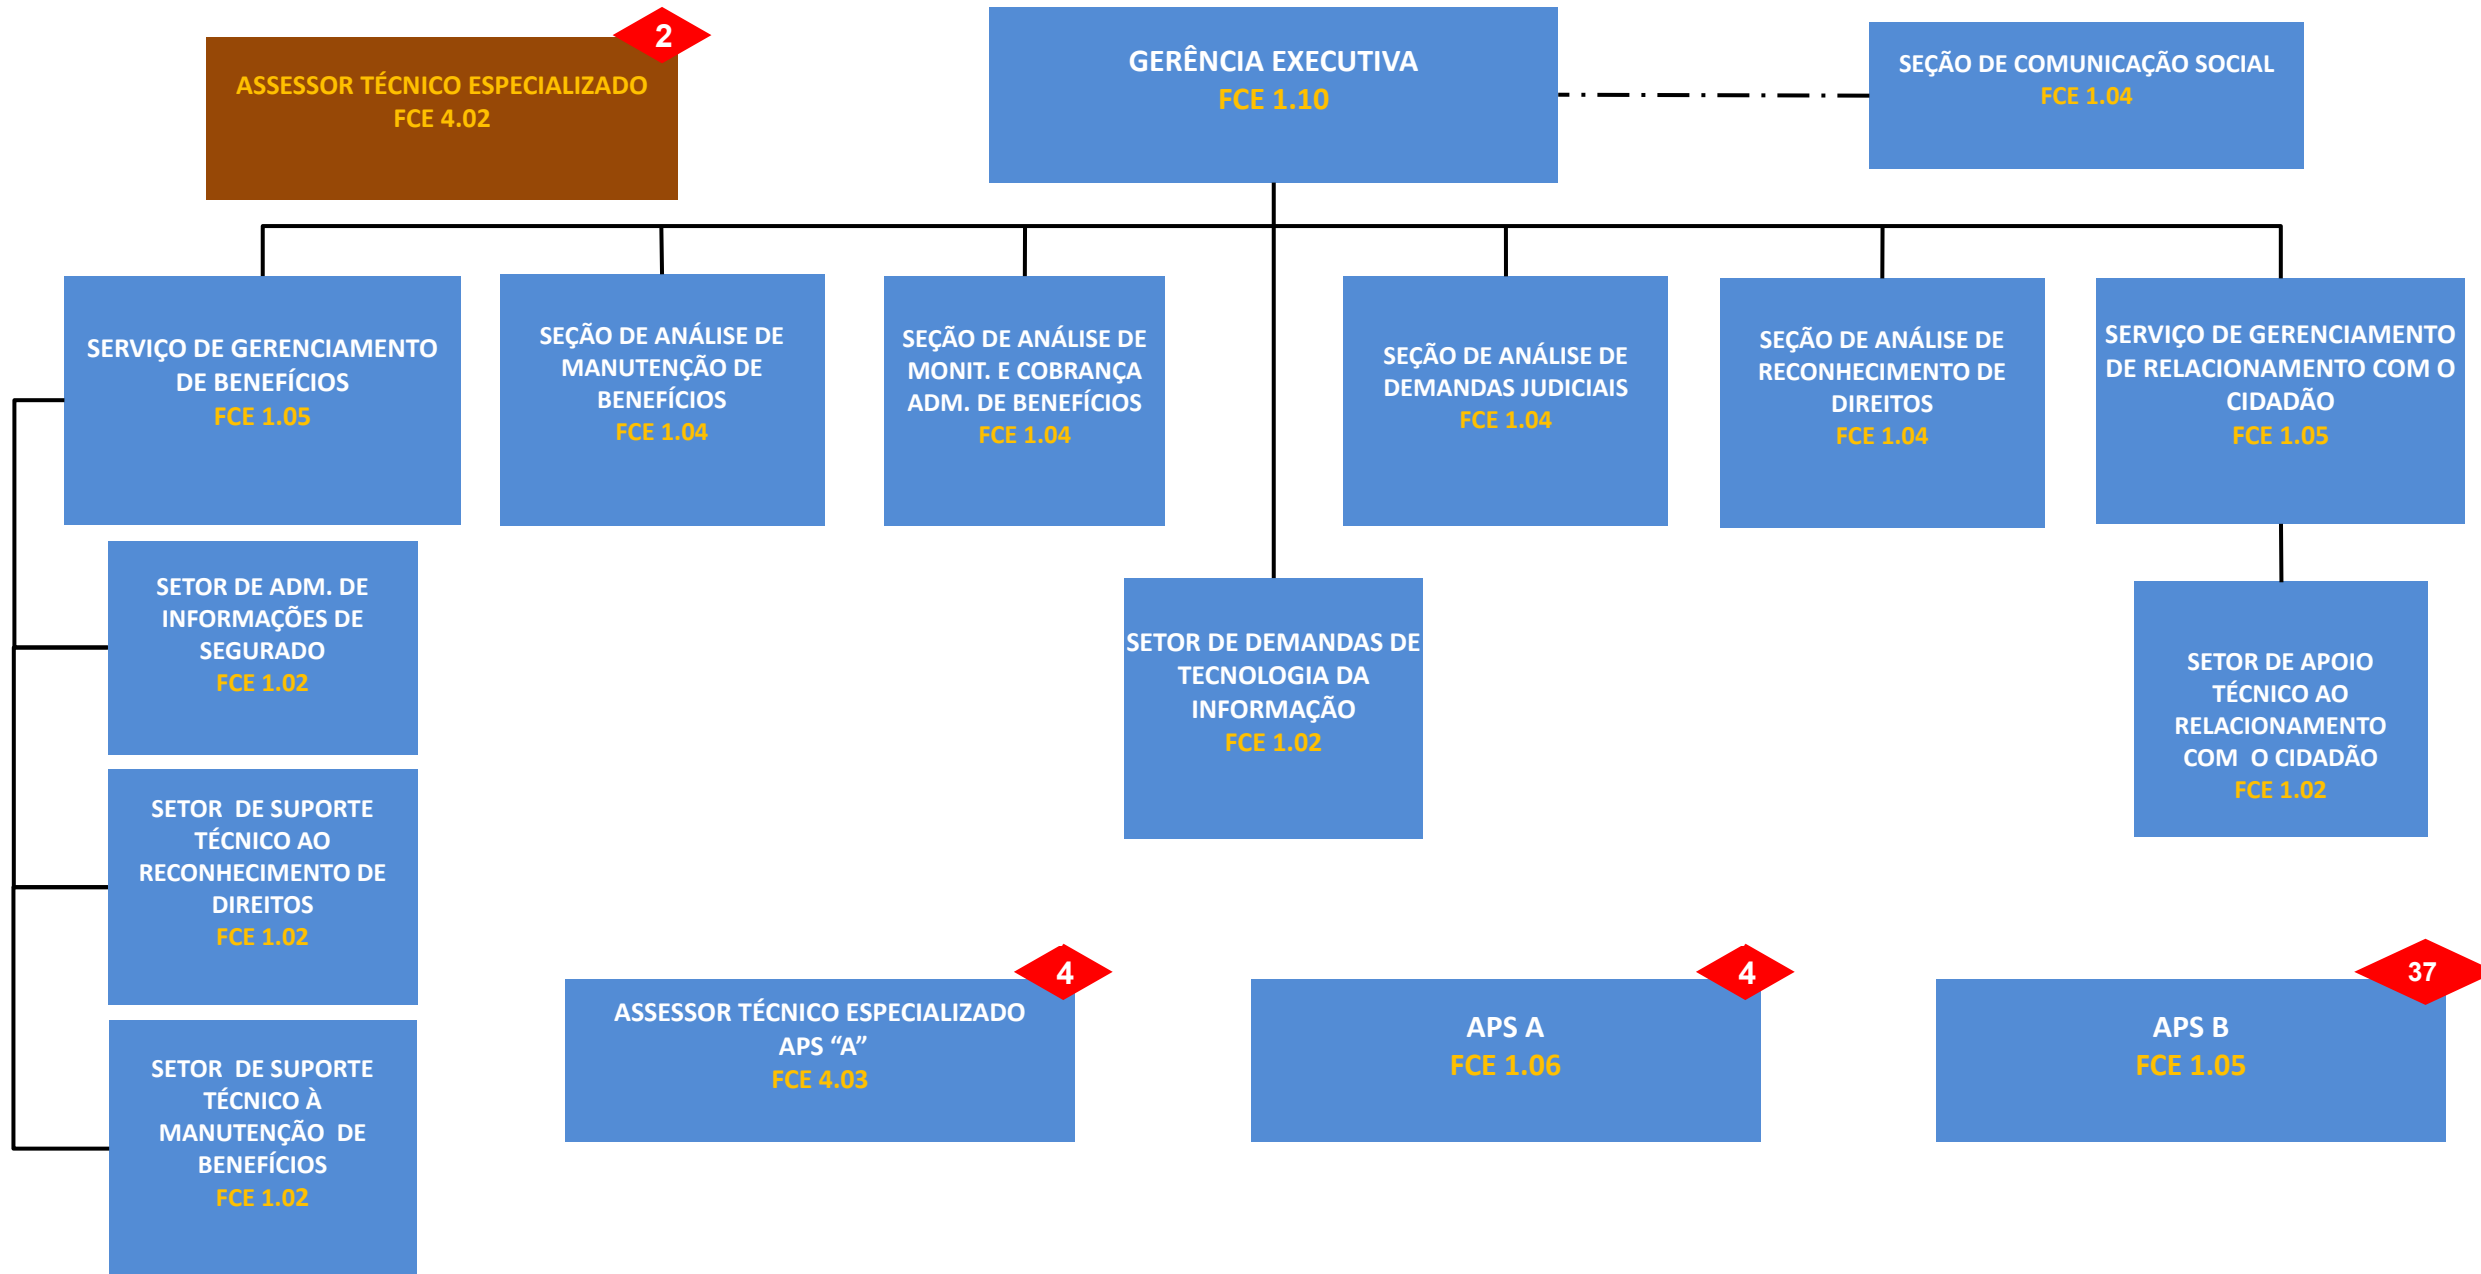 2
ASSESSOR TÉCNICO ESPECIALIZADO
FCE 4.02
GERÊNCIA EXECUTIVA
FCE 1.10
SEÇÃO DE COMUNICAÇÃO SOCIAL
FCE 1.04
SERVIÇO DE GERENCIAMENTO
DE BENEFÍCIOS
FCE 1.05
SEÇÃO DE ANÁLISE DE
MANUTENÇÃO DE
BENEFÍCIOS
FCE 1.04
SEÇÃO DE ANÁLISE DE
MONIT. E COBRANÇA
ADM. DE BENEFÍCIOS
FCE 1.04
SEÇÃO DE ANÁLISE DE
DEMANDAS JUDICIAIS
FCE 1.04
SEÇÃO DE ANÁLISE DE
RECONHECIMENTO DE
DIREITOS
FCE 1.04
SERVIÇO DE GERENCIAMENTO
DE RELACIONAMENTO COM O
CIDADÃO
FCE 1.05
SETOR DE ADM. DE
INFORMAÇÕES DE
SEGURADO
FCE 1.02
SETOR DE DEMANDAS DE
TECNOLOGIA DA
INFORMAÇÃO
FCE 1.02
SETOR DE APOIO
TÉCNICO AO
RELACIONAMENTO
COM O CIDADÃO
FCE 1.02
SETOR DE SUPORTE
TÉCNICO AO
RECONHECIMENTO DE
DIREITOS
FCE 1.02
SETOR DE SUPORTE
TÉCNICO À
MANUTENÇÃO DE
BENEFÍCIOS
FCE 1.02
4
ASSESSOR TÉCNICO ESPECIALIZADO
APS “A”
FCE 4.03
4
APS A
FCE 1.06
37
APS B
FCE 1.05